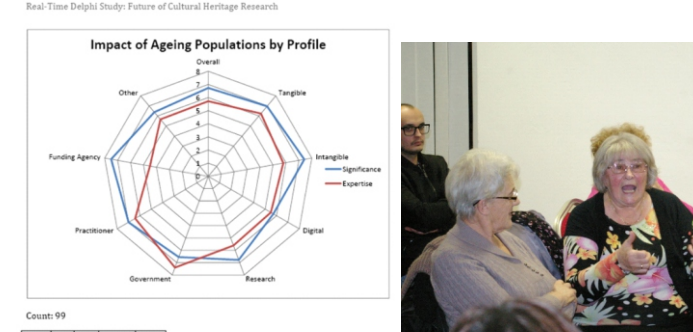 Real-Time Delphi Study: Future of Cultural Heritage Research
Impact of Ageing Populations by Profile
Overall
8
7
6
5
4
3
2
1
0
Other
Tangible
Funding Agency
Intangible
Significance
Expertise
Practitioner
Digital
Government
Research
Count: 99